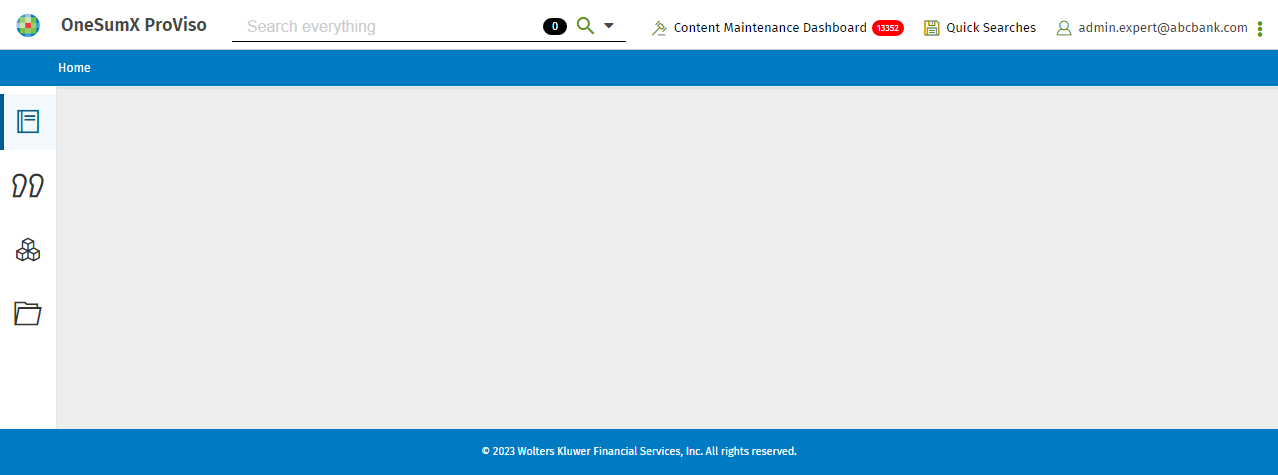 OneSumX ProViso
Search everything
0
Content Maintenance Dashboard 13352
Quick Searches
admin.expert@abcbank.com
Home
© 2023 Wolters Kluwer Financial Services, Inc. All rights reserved.